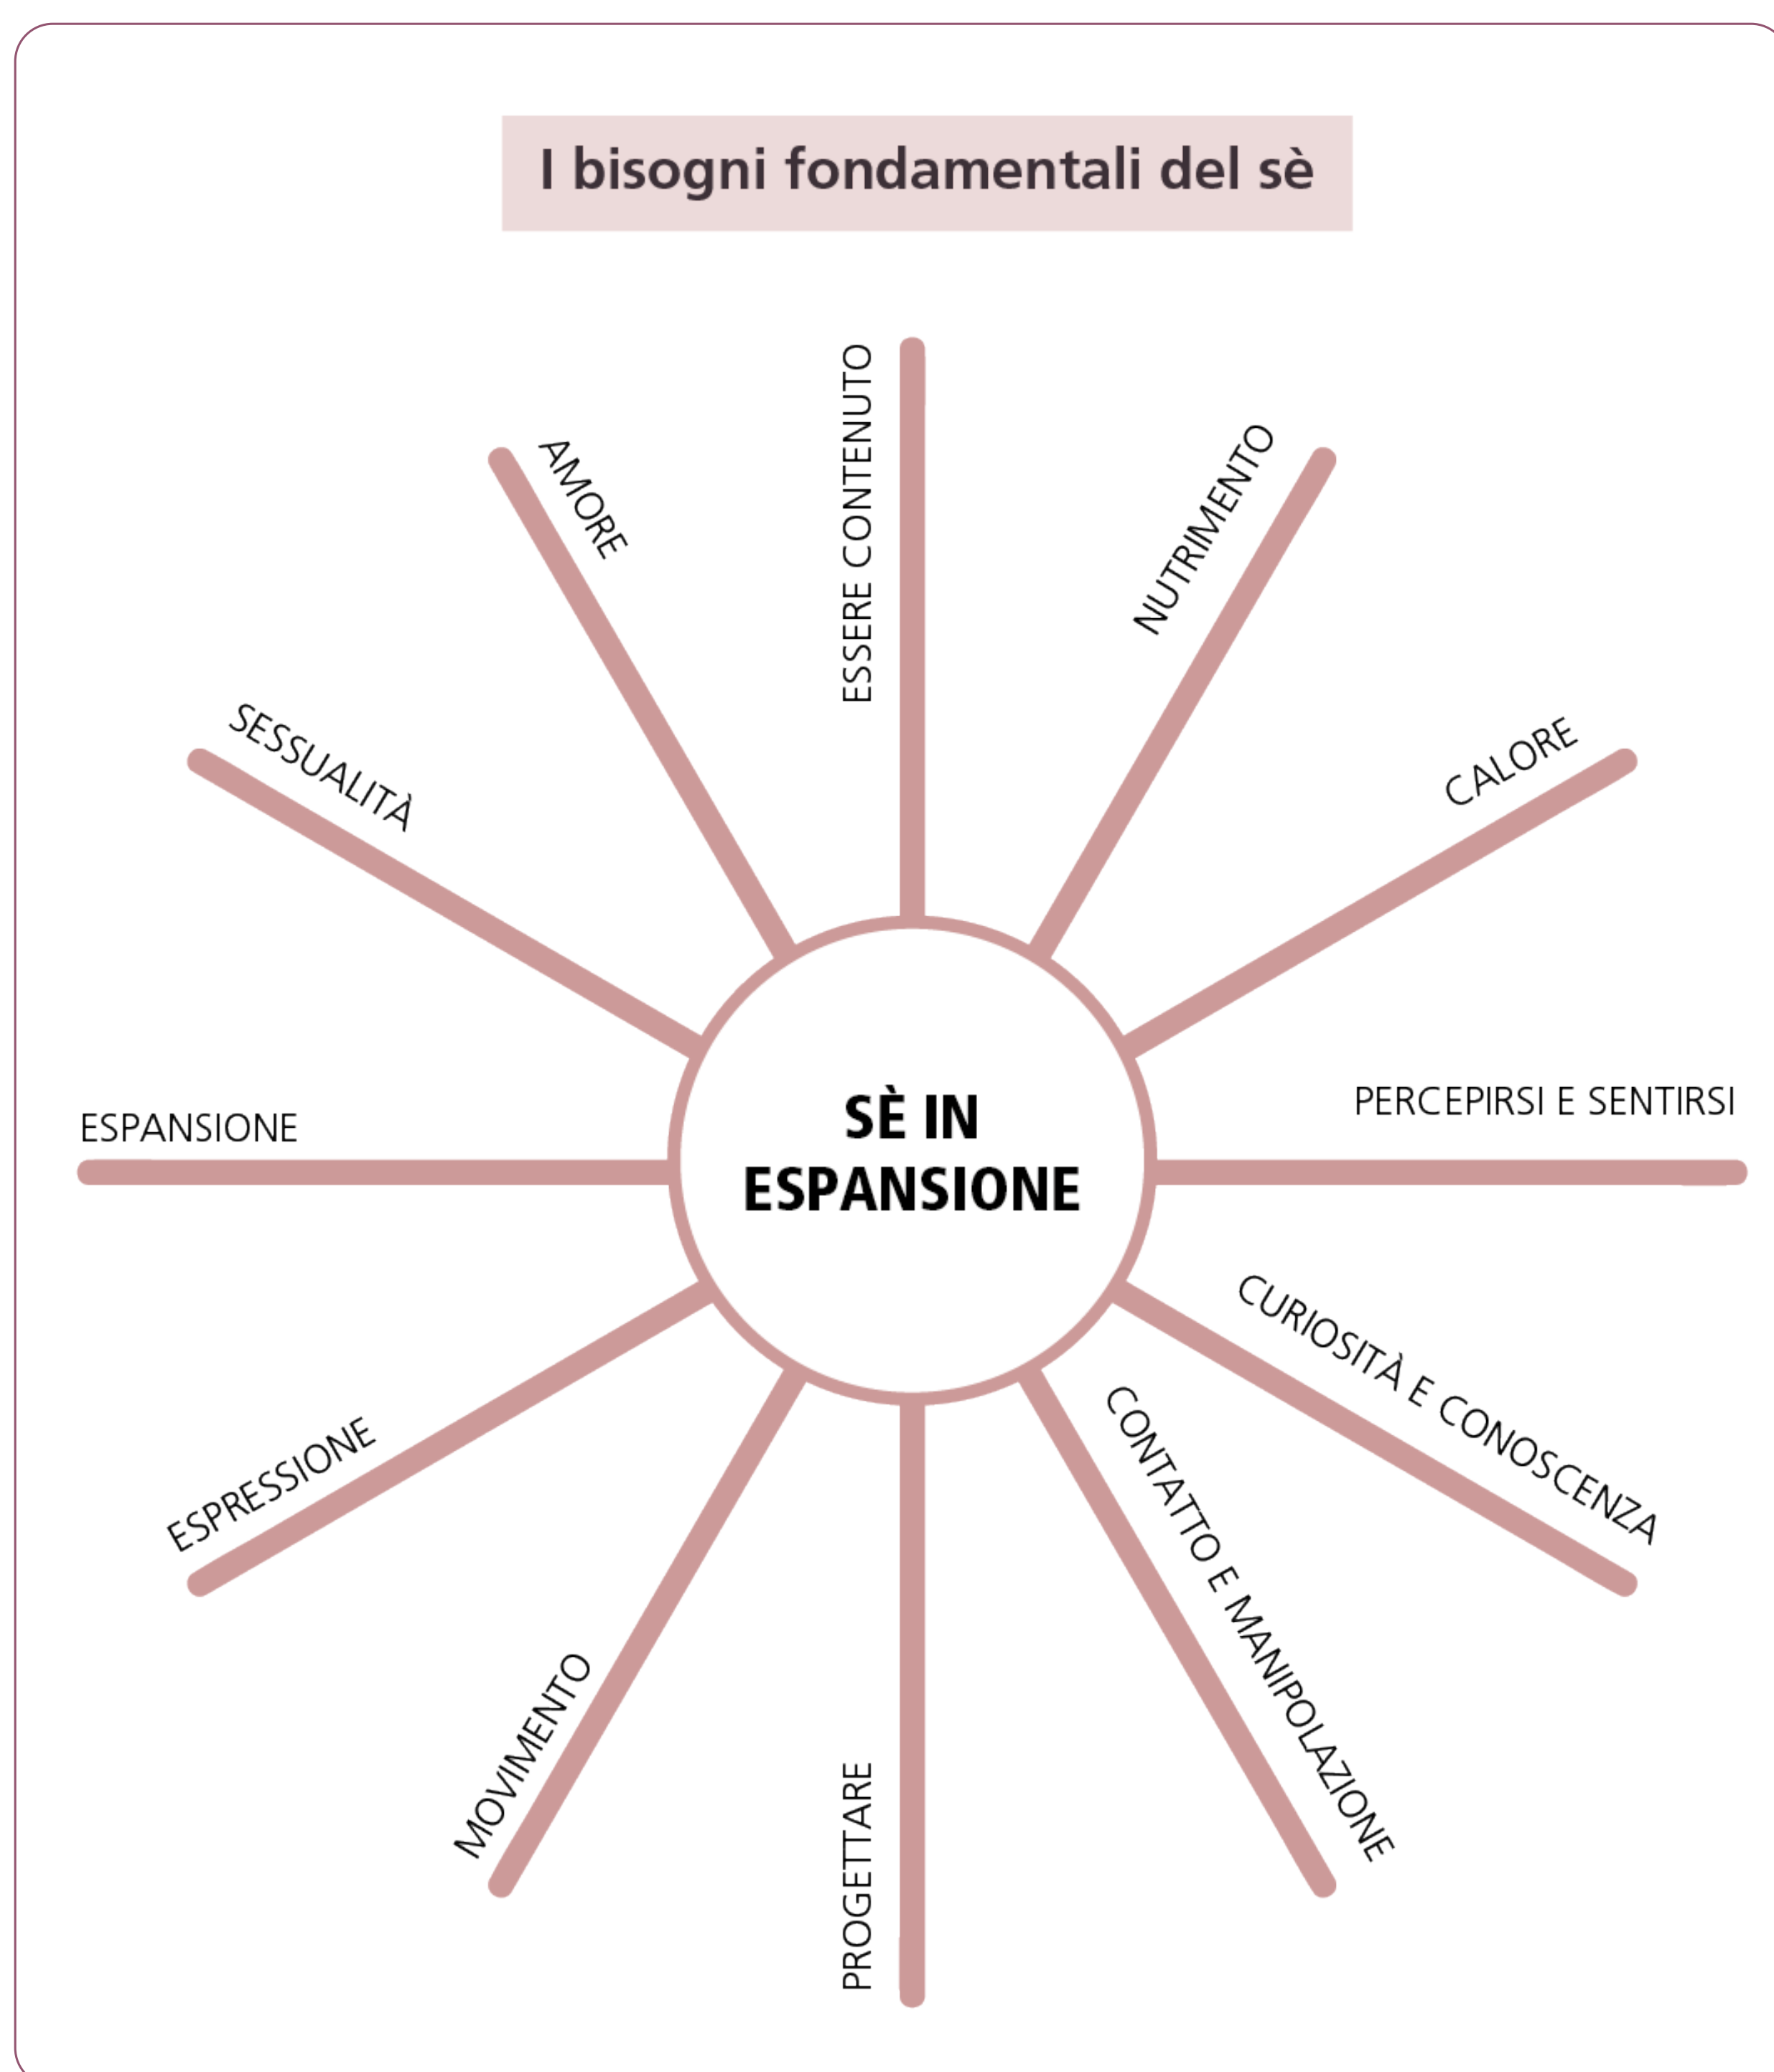 I bisogni fondamentali del sè
ESSERE CONTENUTO
NUTRIMENTO
CALORE
PERCEPIRSI E SENTIRSI
CURIOSITÀ E CONOSCENZA
CONTATTO E MANIPOLAZIONE
PROGETTARE
MOVIMENTO
ESPRESSIONE
ESPANSIONE
SESSUALITÀ
AMORE
SÈ IN
ESPANSIONE